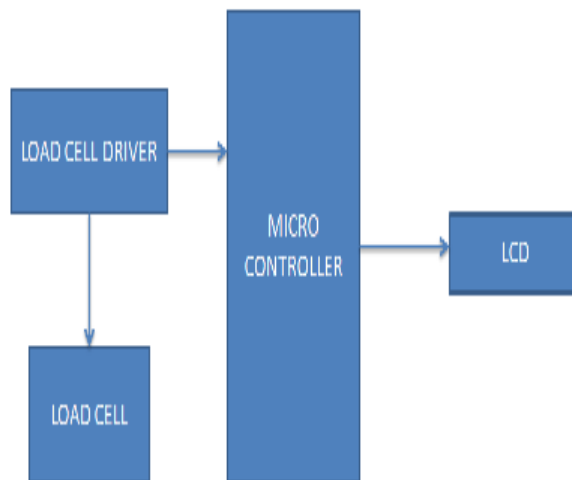 LOAD CELL DRIVER
MICRO
CONTROLLER
LCD
LOAD CELL